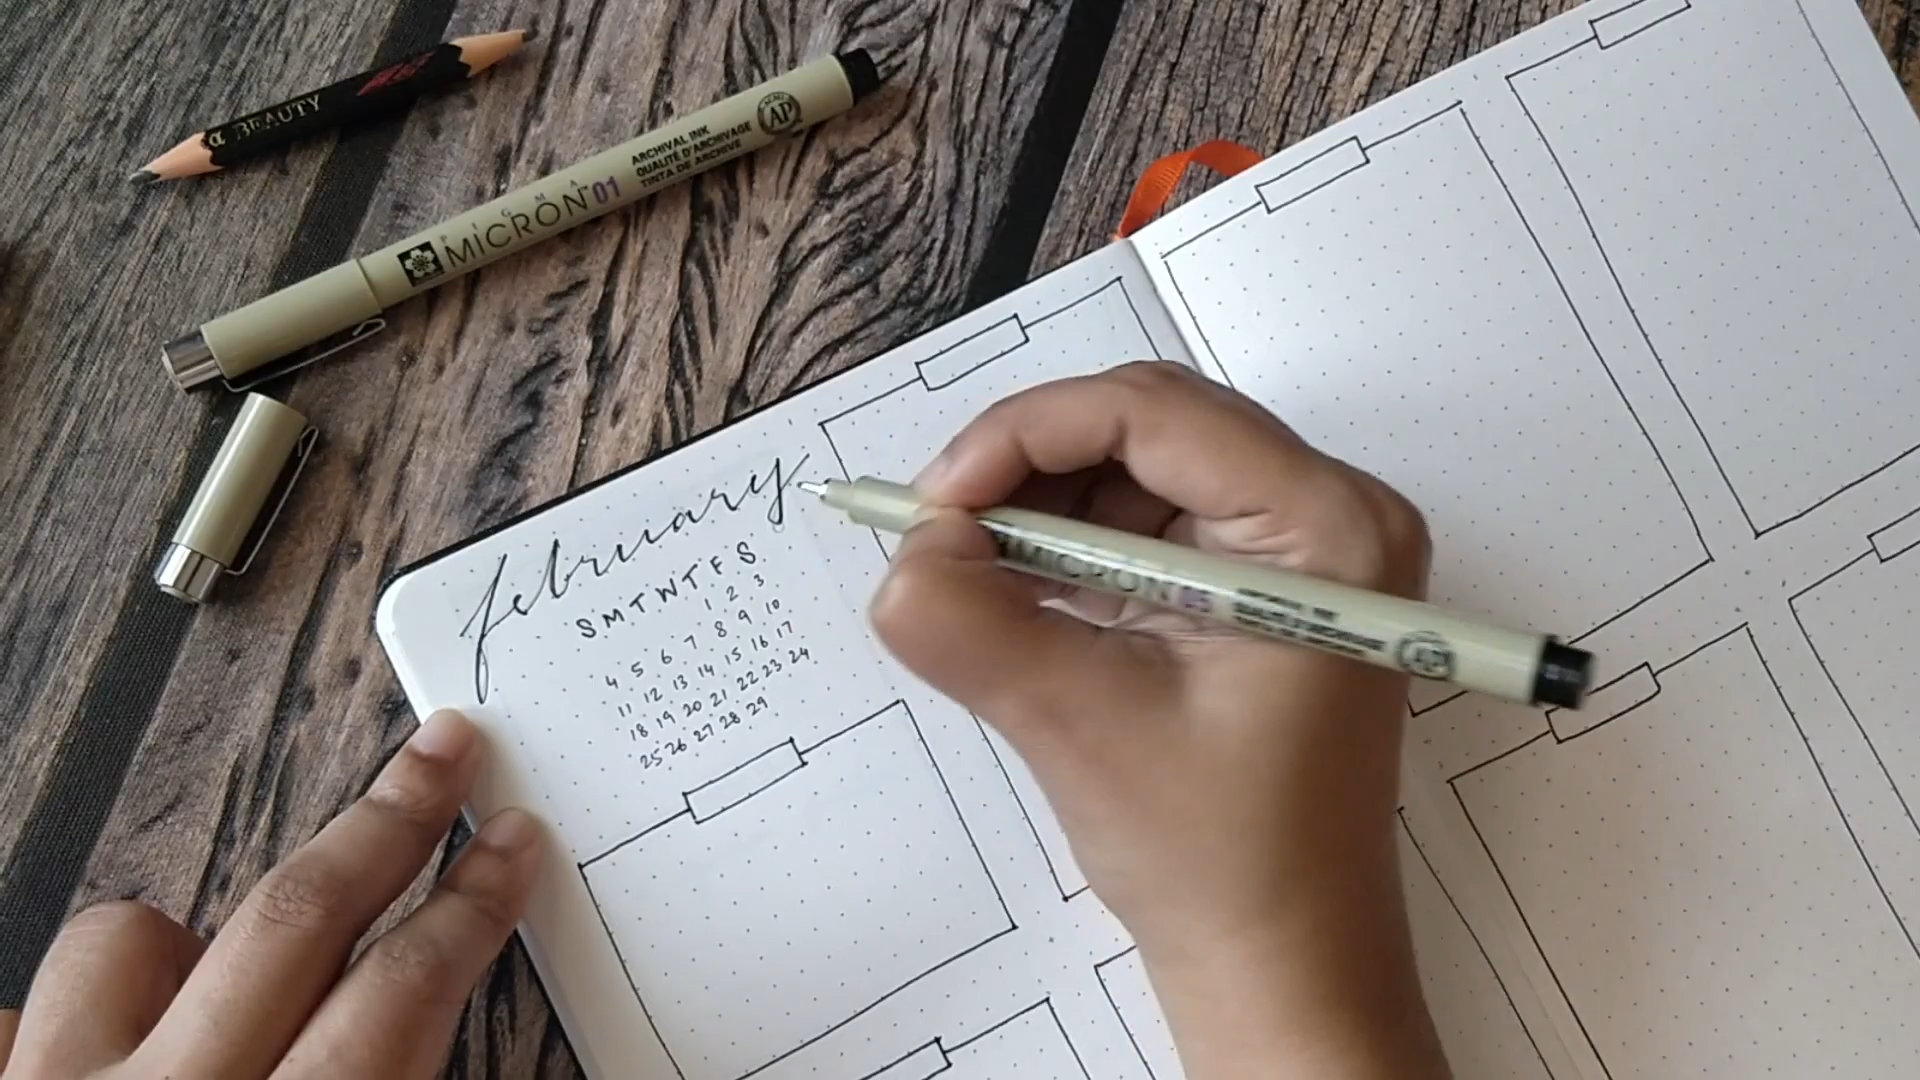 α BEAUTY
PIGMA
MICRON 01
ARCHIVAL INK
QUALITÉ D'ARCHIVAGE
TINTA DE ARCHIVE
AP
february
S M T W T F S
1 2 3
4 5 6 7 8 9 10
11 12 13 14 15 16 17
18 19 20 21 22 23 24
25 26 27 28 29
MICRON
AP